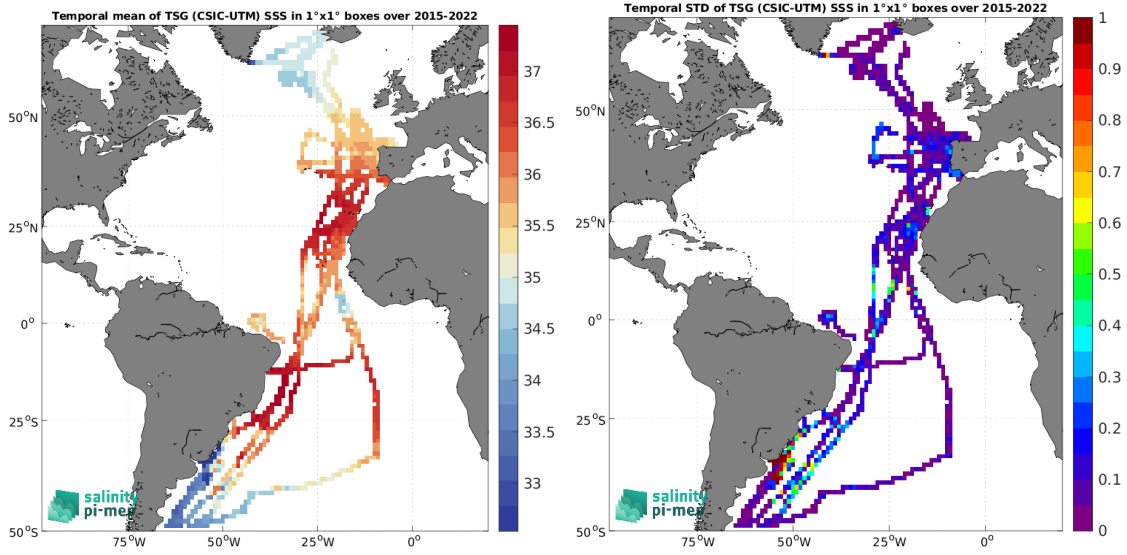 Temporal mean of TSG (CSIC-UTM) SSS in 1°x1° boxes over 2015-2022
50°N
25°N
0°
25°S
50°S
75°W
50°W
25°W
0°
37
36.5
36
35.5
35
34.5
34
33.5
33
salinity
pi-mep
Temporal STD of TSG (CSIC-UTM) SSS in 1°x1° boxes over 2015-2022
50°N
25°N
0°
25°S
50°S
75°W
50°W
25°W
0°
1
0.9
0.8
0.7
0.6
0.5
0.4
0.3
0.2
0.1
0
salinity
pi-mep